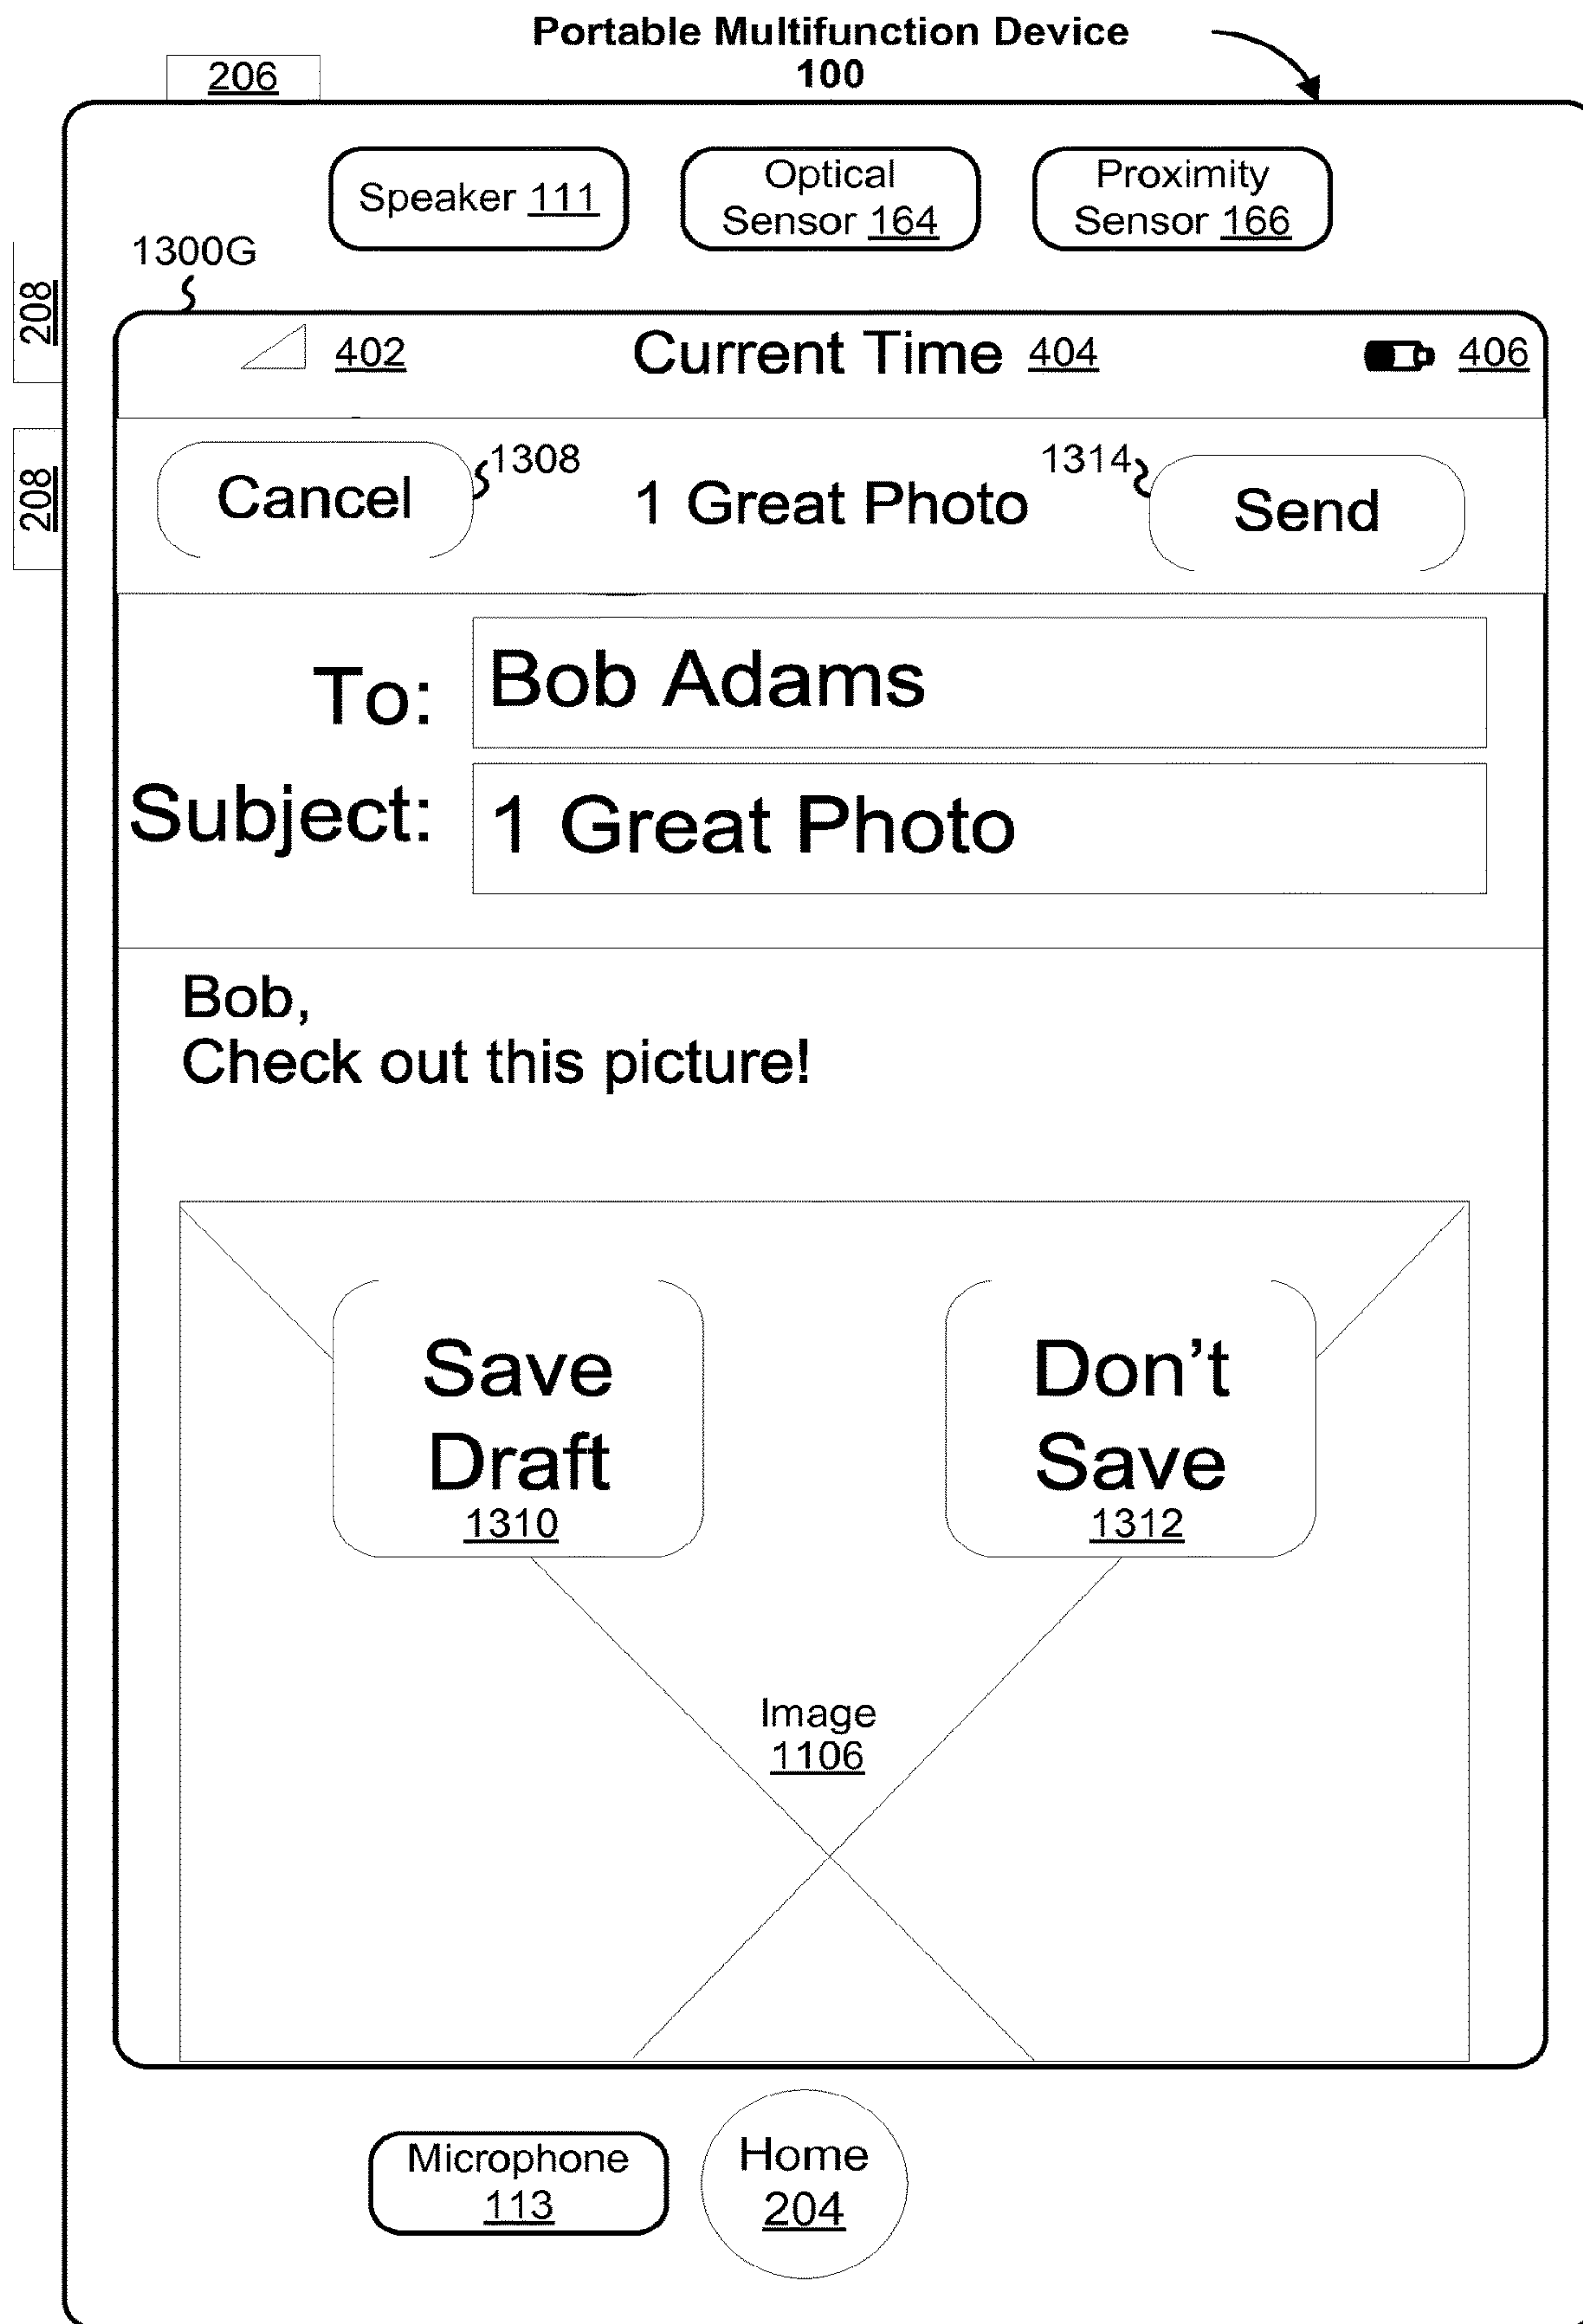 Portable Multifunction Device
100
206
Speaker 111
Optical
Sensor 164
Proximity
Sensor 166
1300G
208
402
Current Time 404
406
208
Cancel
1308
1 Great Photo
1314
Send
To:
Bob Adams
Subject:
1 Great Photo
Bob,
Check out this picture!
Save
Draft
1310
Don't
Save
1312
Image
1106
Microphone
113
Home
204